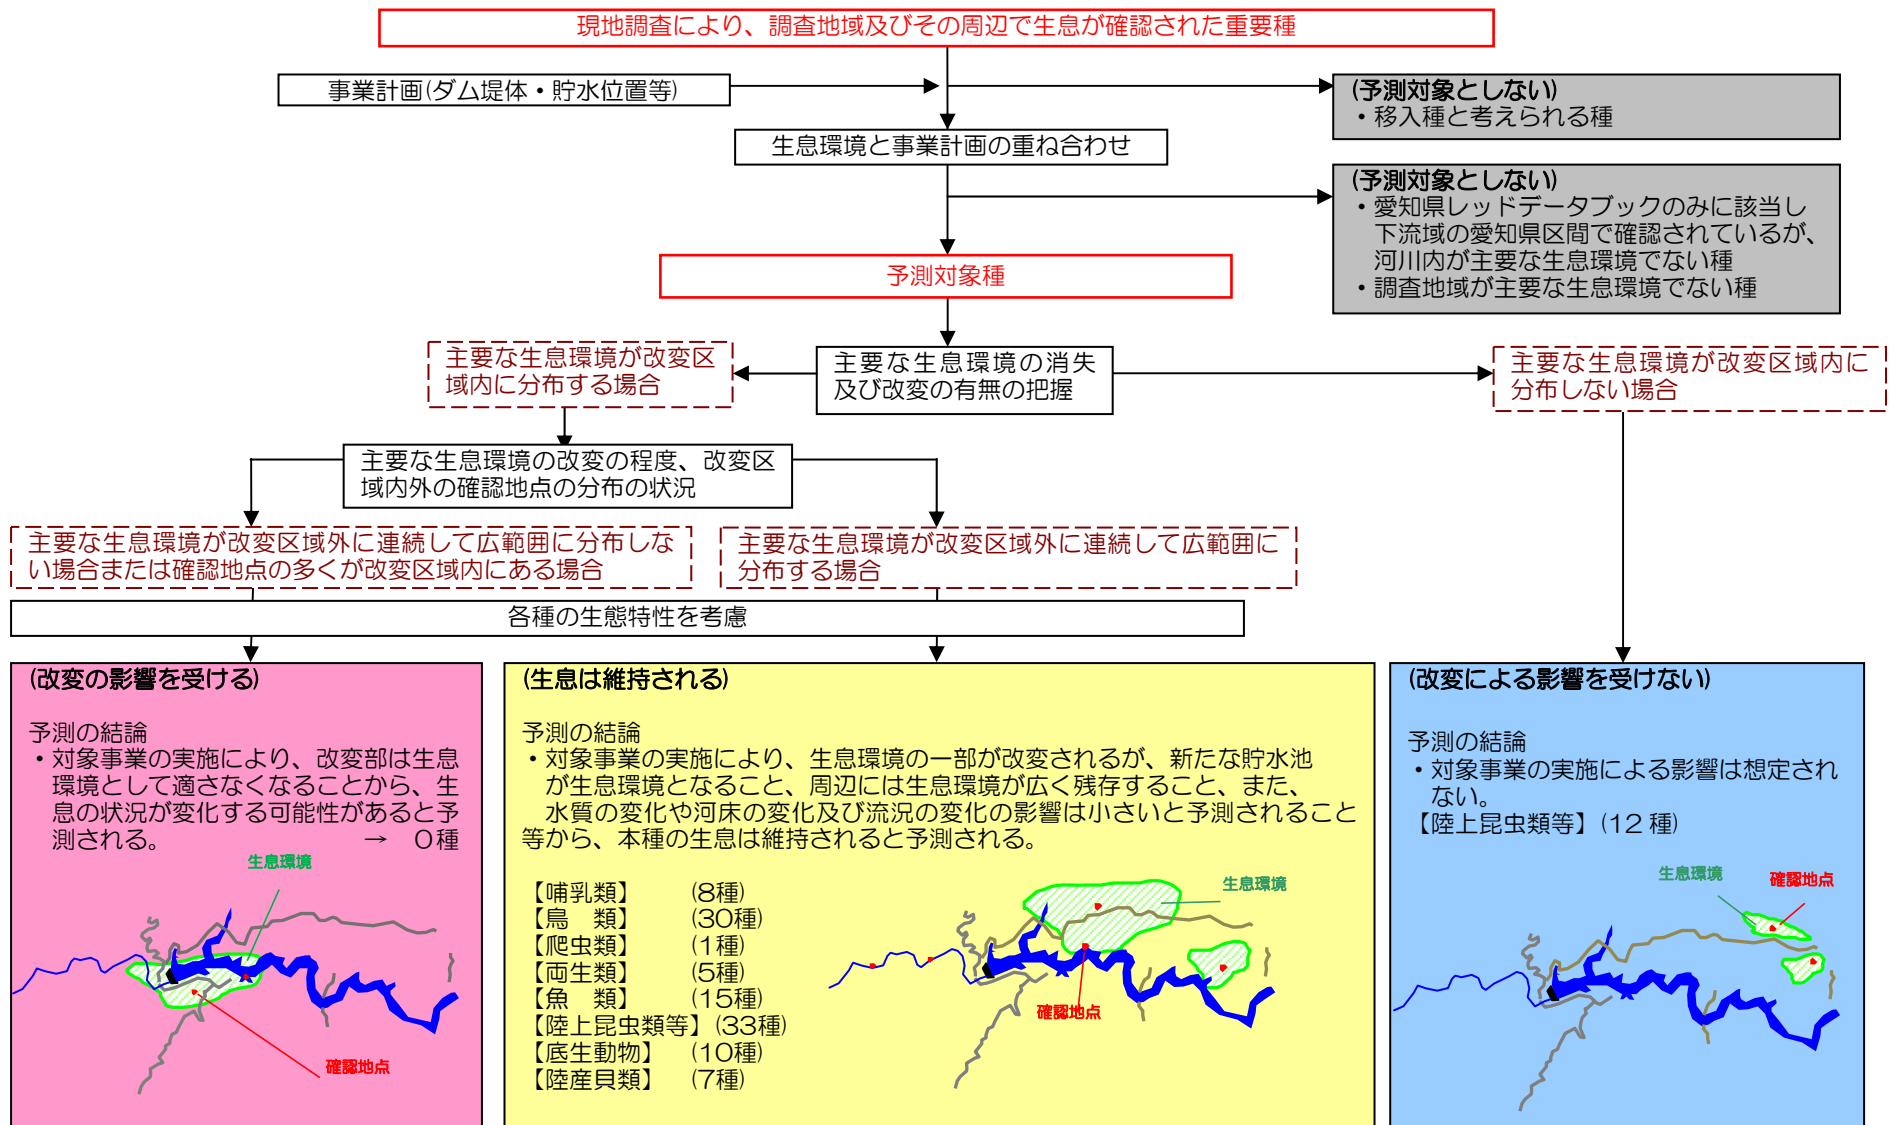 現地調査により、調査地域及びその周辺で生息が確認された重要種
事業計画(ダム堤体・貯水位置等)
(予測対象としない)
・移入種と考えられる種
生息環境と事業計画の重ね合わせ
(予測対象としない)
・愛知県レッドデータブックのみに該当し
下流域の愛知県区間で確認されているが、
河川内が主要な生息環境でない種
・調査地域が主要な生息環境でない種
予測対象種
主要な生息環境が改変区
域内に分布する場合
主要な生息環境の消失
及び改変の有無の把握
主要な生息環境が改変区域内に
分布しない場合
主要な生息環境の改変の程度、改変区
域内外の確認地点の分布の状況
主要な生息環境が改変区域外に連続して広範囲に分布しな
い場合または確認地点の多くが改変区域内にある場合
主要な生息環境が改変区域外に連続して広範囲に
分布する場合
各種の生態特性を考慮
(改変の影響を受ける)
予測の結論
・対象事業の実施により、改変部は生息
環境として適さなくなることから、生
息の状況が変化する可能性があると予
測される。 → 0種
生息環境
確認地点
(生息は維持される)
予測の結論
・対象事業の実施により、生息環境の一部が改変されるが、新たな貯水池
が生息環境となること、周辺には生息環境が広く残存すること、また、
水質の変化や河床の変化及び流況の変化の影響は小さいと予測されること
等から、本種の生息は維持されると予測される。
【哺乳類】 (8種)
【鳥 類】 (30種)
【爬虫類】 (1種)
【両生類】 (5種)
【魚 類】 (15種)
【陸上昆虫類等】(33種)
【底生動物】 (10種)
【陸産貝類】 (7種)
生息環境
確認地点
(改変による影響を受けない)
予測の結論
・対象事業の実施による影響は想定され
ない。
【陸上昆虫類等】(12種)
生息環境
確認地点